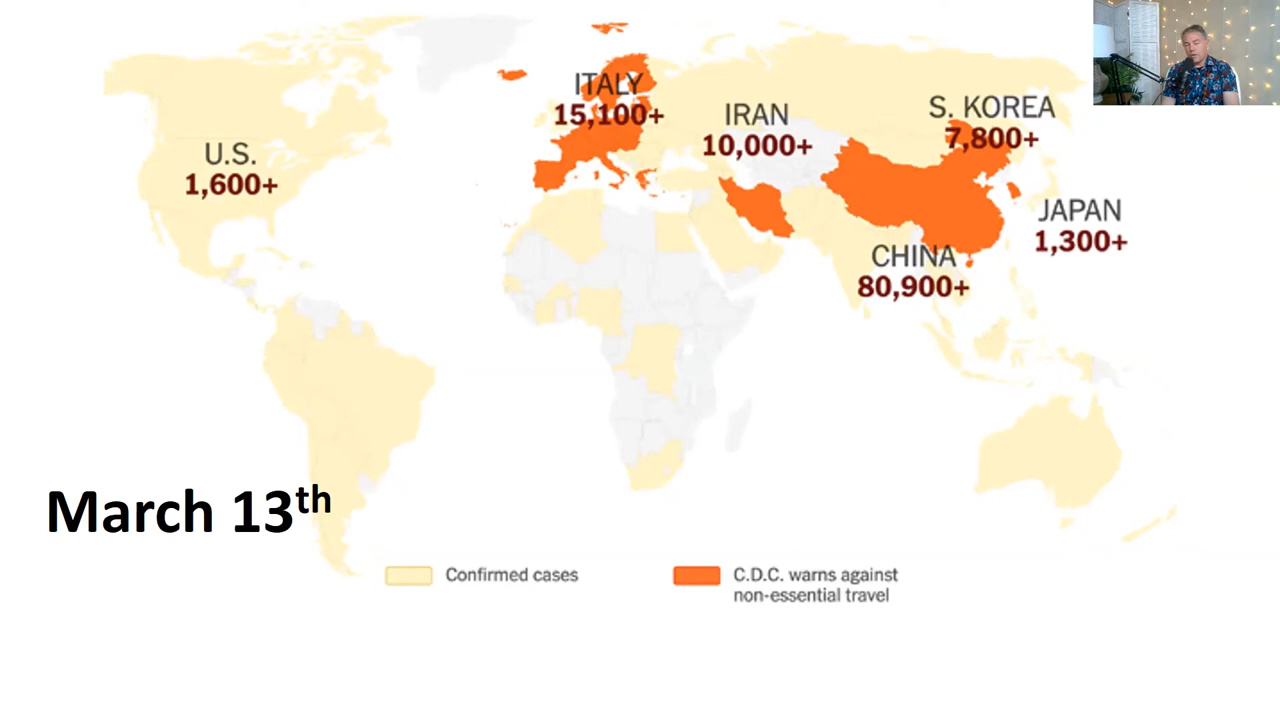 ITALY
15,100+
IRAN
10,000+
S. KOREA
7,800+
U.S.
1,600+
JAPAN
1,300+
CHINA
80,900+
March 13th
Confirmed cases
C.D.C. warns against
non-essential travel